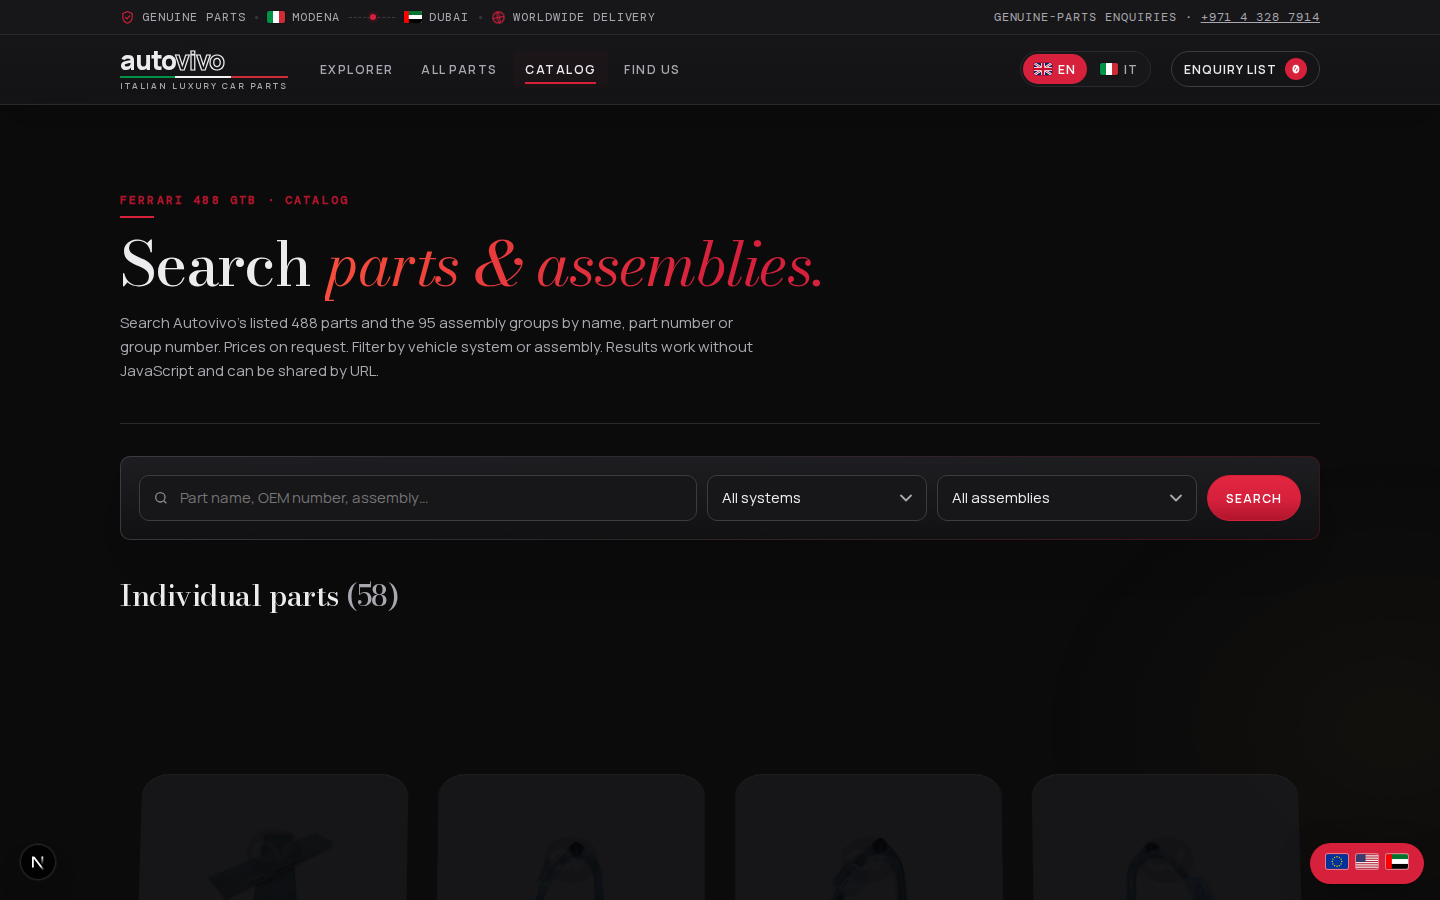 GENUINE PARTS • MODENA DUBAI • WORLDWIDE DELIVERY
GENUINE-PARTS ENQUIRIES · +971 4 328 7914
autovivo
ITALIAN LUXURY CAR PARTS
EXPLORER
ALL PARTS
CATALOG
FIND US
EN
IT
ENQUIRY LIST 0
FERRARI 488 GTB · CATALOG
Search parts & assemblies.
Search Autovivo's listed 488 parts and the 95 assembly groups by name, part number or
group number. Prices on request. Filter by vehicle system or assembly. Results work without
JavaScript and can be shared by URL.
Part name, OEM number, assembly…
All systems
All assemblies
SEARCH
Individual parts (58)
N